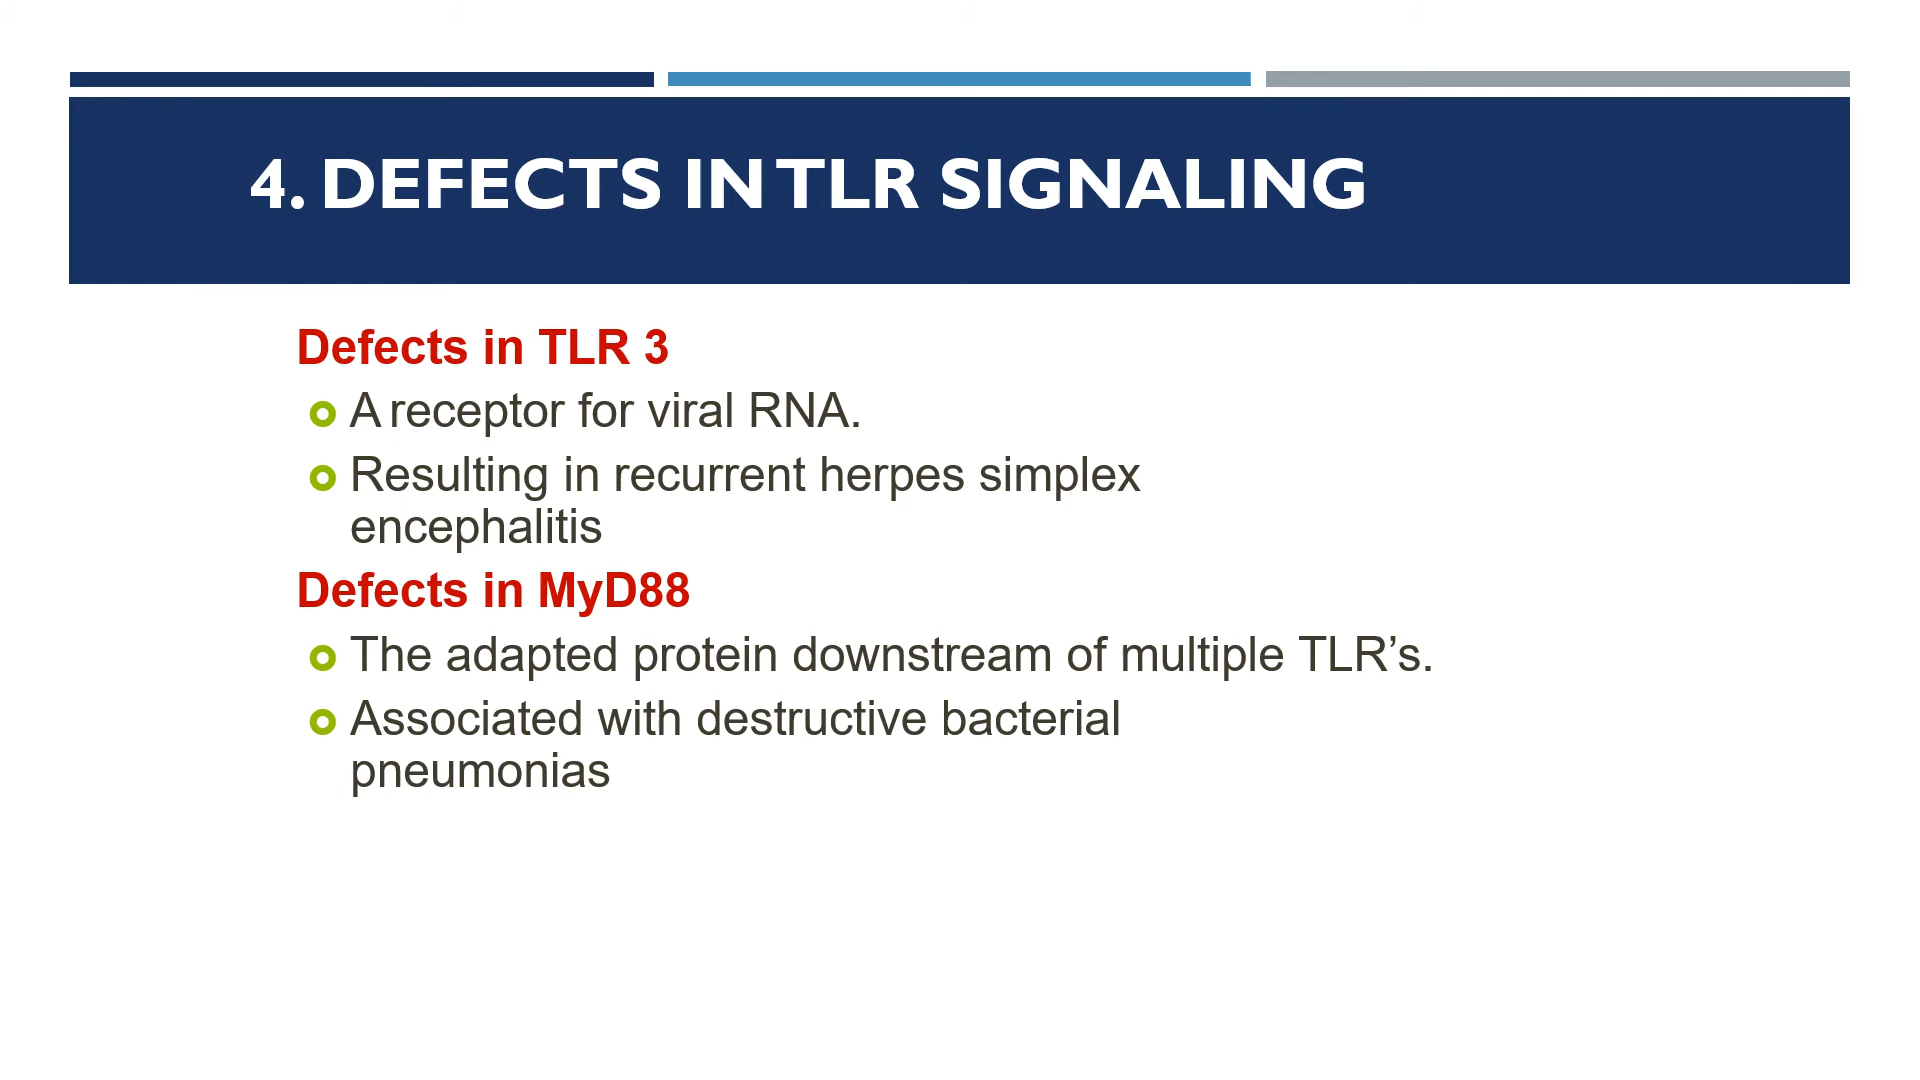 4. DEFECTS IN TLR SIGNALING
Defects in TLR 3
A receptor for viral RNA.
Resulting in recurrent herpes simplex
encephalitis
Defects in MyD88
The adapted protein downstream of multiple TLR’s.
Associated with destructive bacterial
pneumonias